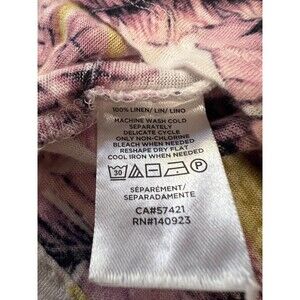 100% LINEN/ LIN/ LINO
MACHINE WASH COLD
SEPARATELY
DELICATE CYCLE
ONLY NON-CHLORINE
BLEACH WHEN NEEDED
RESHAPE DRY FLAT
COOL IRON WHEN NEEDED
30 P
SÉPARÉMENT/
SEPARADAMENTE
CA#57421
RN#140923